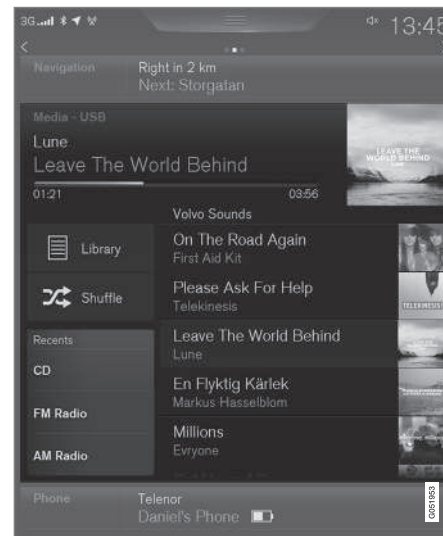 3G
13:45
Navigation
Right in 2 km
Next: Storgatan
Media - USB
Lune
Leave The World Behind
01:21
03:56
LEAVE THE
WORLD BEHIND
LUNE
Volvo Sounds
Library
Shuffle
On The Road Again
First Aid Kit
Please Ask For Help
Telekinesis
TELEKINESIS
Leave The World Behind
Lune
Recents
CD
FM Radio
AM Radio
En Flyktig Kärlek
Markus Hasselblom
Millions
Evryone
Phone
Telenor
Daniel's Phone
G051953